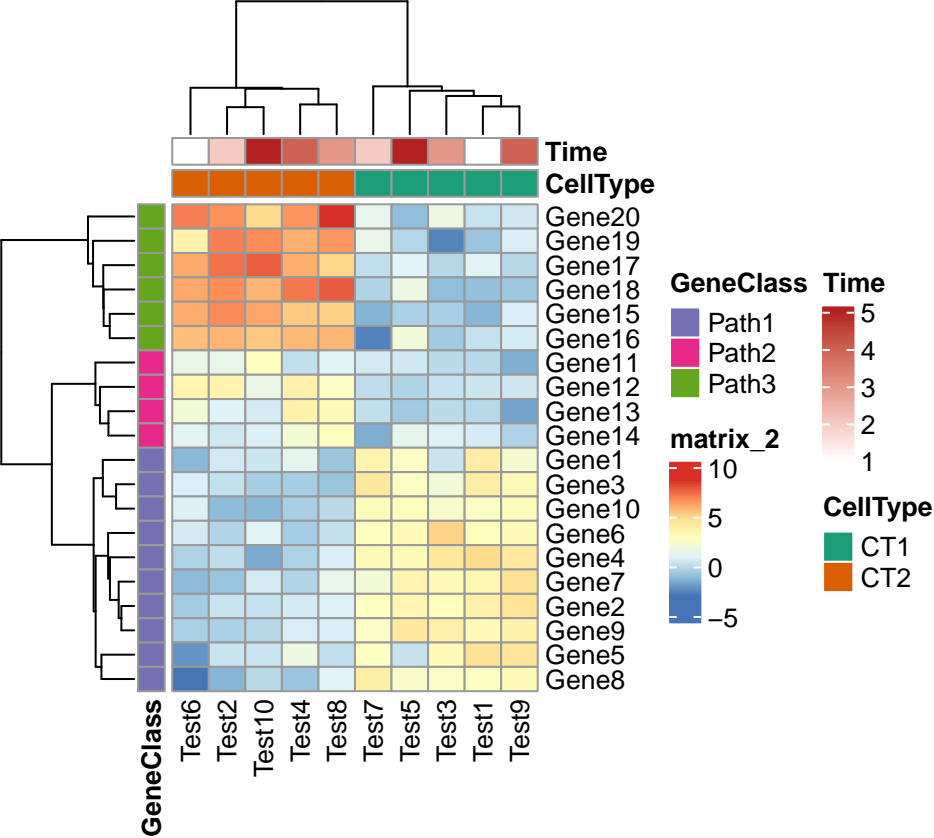 Time
CellType
Gene20
Gene19
Gene17
Gene18
Gene15
Gene16
Gene11
Gene12
Gene13
Gene14
Gene1
Gene3
Gene10
Gene6
Gene4
Gene7
Gene2
Gene9
Gene5
Gene8
GeneClass
Test6
Test2
Test10
Test4
Test8
Test7
Test5
Test3
Test1
Test9
GeneClass
Path1
Path2
Path3
matrix_2
10
5
0
−5
Time
5
4
3
2
1
CellType
CT1
CT2